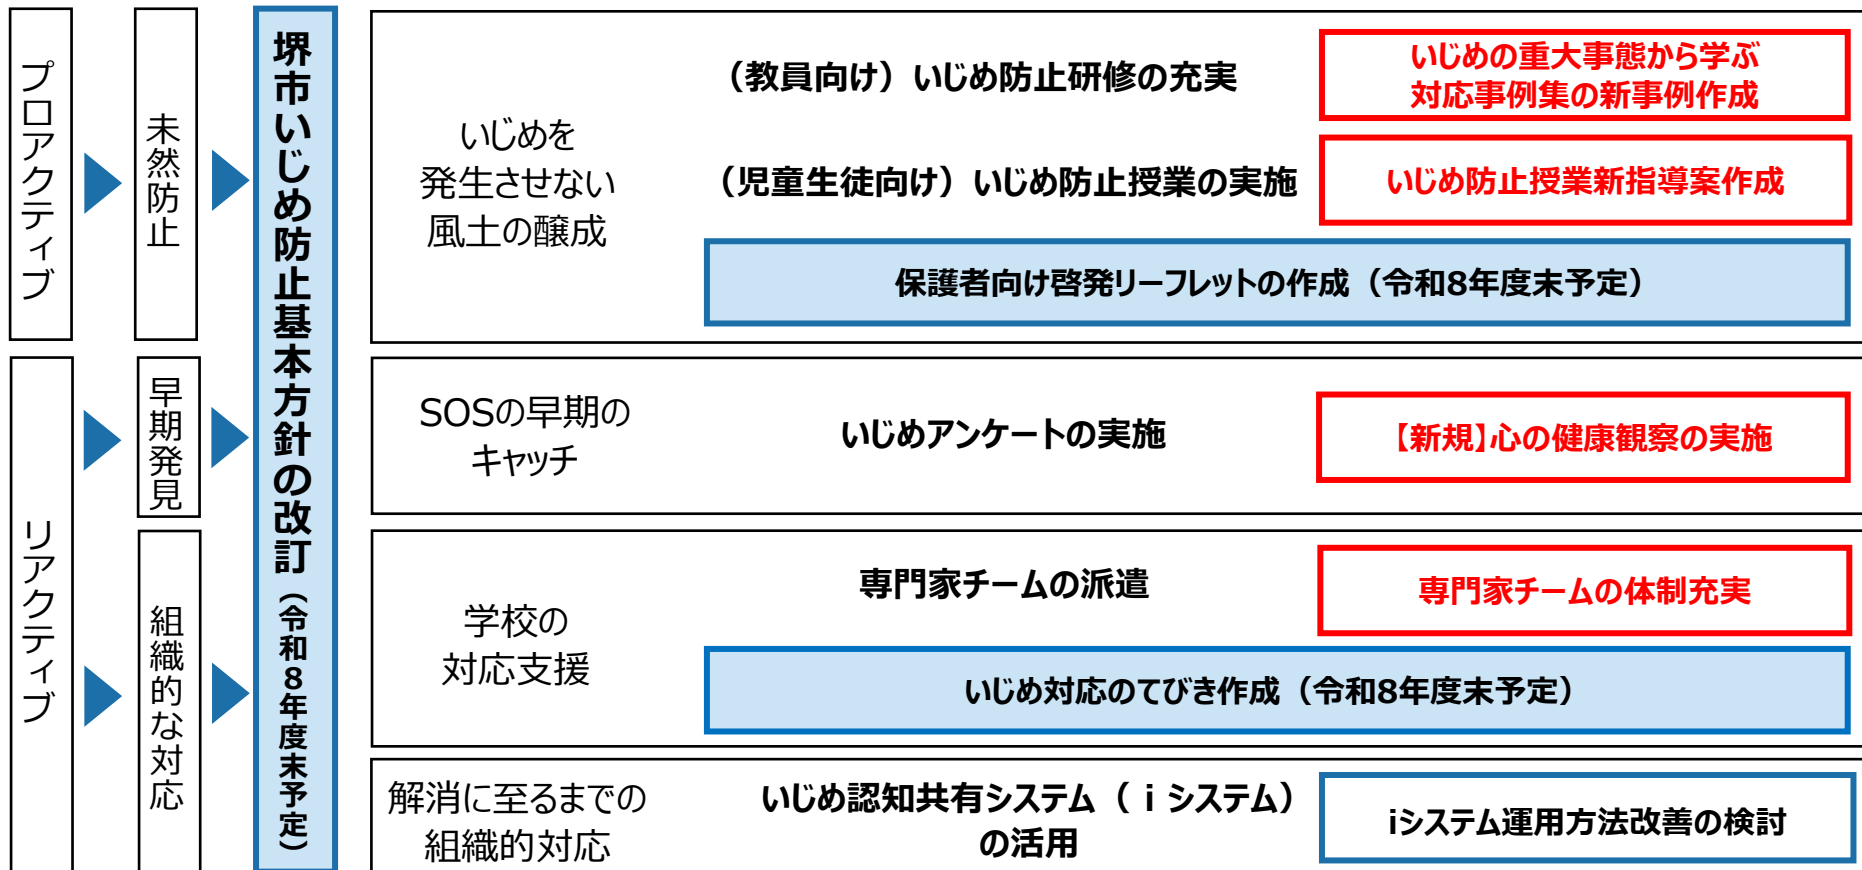 プロアクティブ
未然防止
堺市いじめ防止基本方針の改訂（令和８年度末予定）
いじめを
発生させない
風土の醸成
（教員向け）いじめ防止研修の充実
いじめの重大事態から学ぶ
対応事例集の新事例作成
（児童生徒向け）いじめ防止授業の実施
いじめ防止授業新指導案作成
保護者向け啓発リーフレットの作成（令和8年度末予定）
リアクティブ
早期発見
SOSの早期の
キャッチ
いじめアンケートの実施
【新規】心の健康観察の実施
組織的な対応
学校の
対応支援
専門家チームの派遣
専門家チームの体制充実
いじめ対応のてびき作成（令和8年度末予定）
解消に至るまでの
組織的対応
いじめ認知共有システム（ｉシステム）
の活用
iシステム運用方法改善の検討